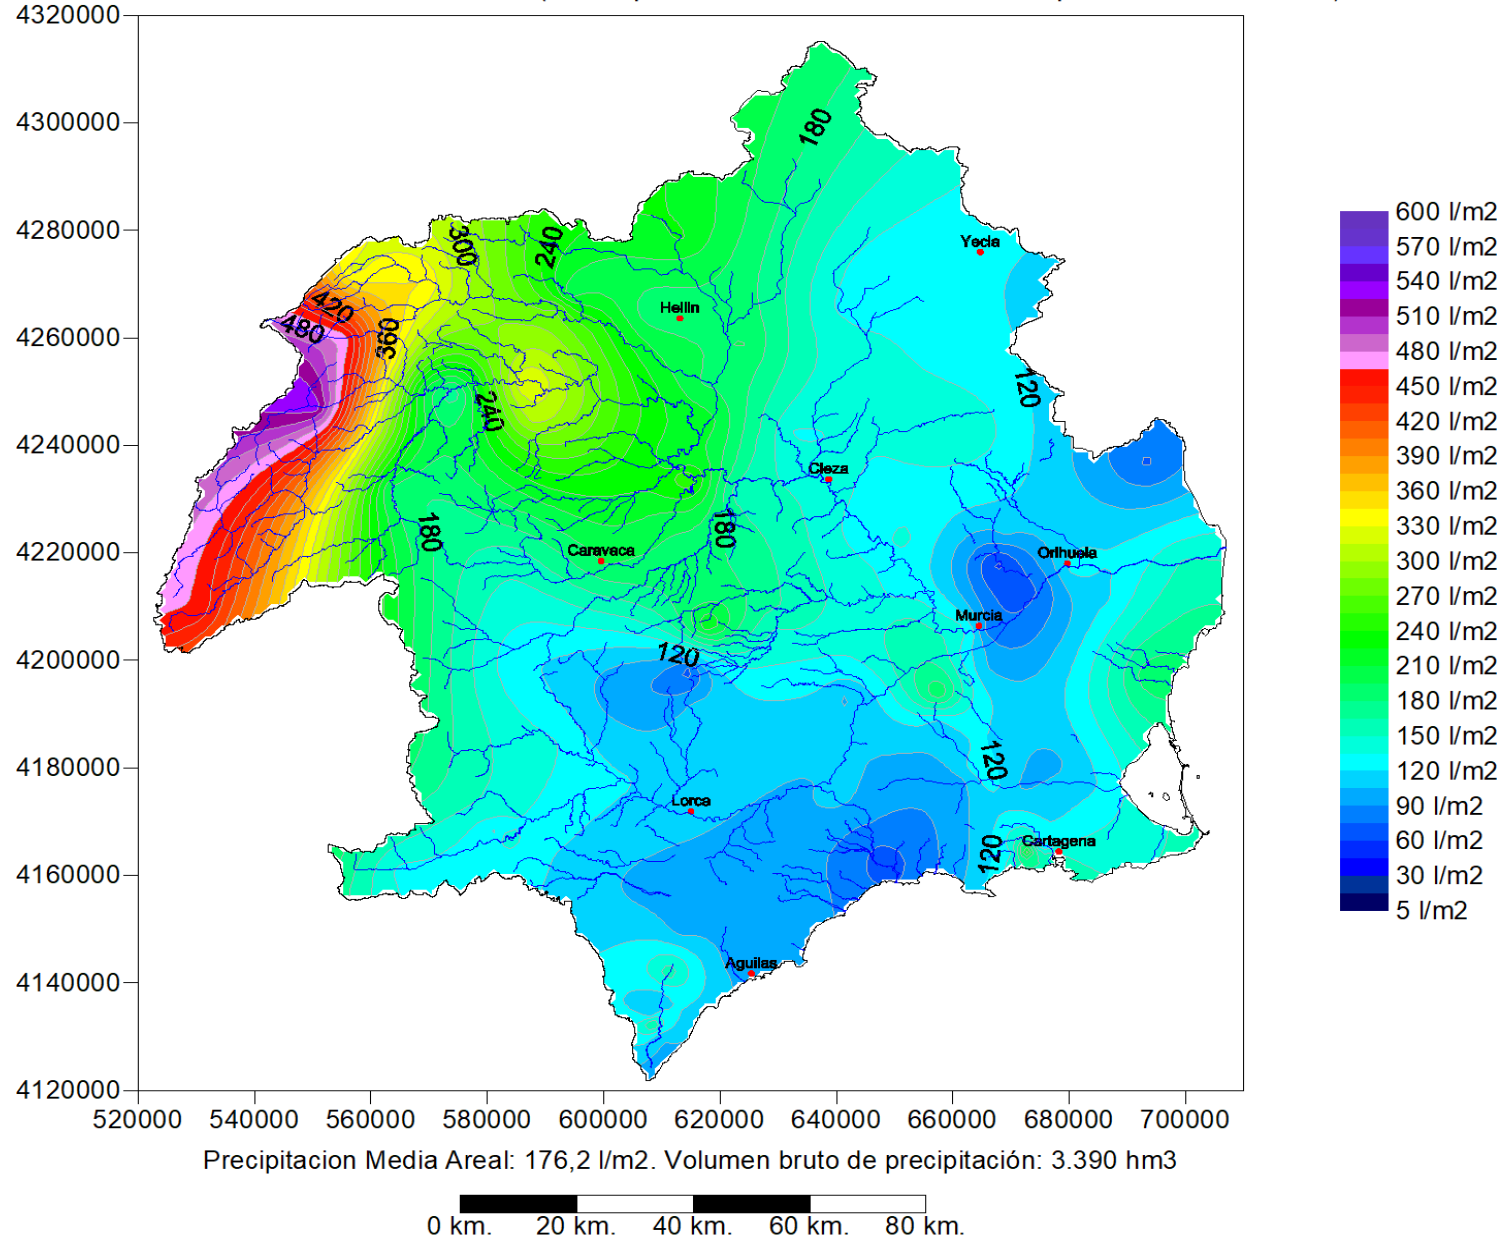 4320000
4300000
4280000
4260000
4240000
4220000
4200000
4180000
4160000
4140000
4120000
520000 540000 560000 580000 600000 620000 640000 660000 680000 700000
180
300
240
420
480
360
240
120
180
180
120
120
120
Yecla
Hellin
Cieza
Caravaca
Orihuela
Murcia
Lorca
Cartagena
Aguilas
600 l/m2
570 l/m2
540 l/m2
510 l/m2
480 l/m2
450 l/m2
420 l/m2
390 l/m2
360 l/m2
330 l/m2
300 l/m2
270 l/m2
240 l/m2
210 l/m2
180 l/m2
150 l/m2
120 l/m2
90 l/m2
60 l/m2
30 l/m2
5 l/m2
Precipitacion Media Areal: 176,2 l/m2. Volumen bruto de precipitación: 3.390 hm3
0 km. 20 km. 40 km. 60 km. 80 km.